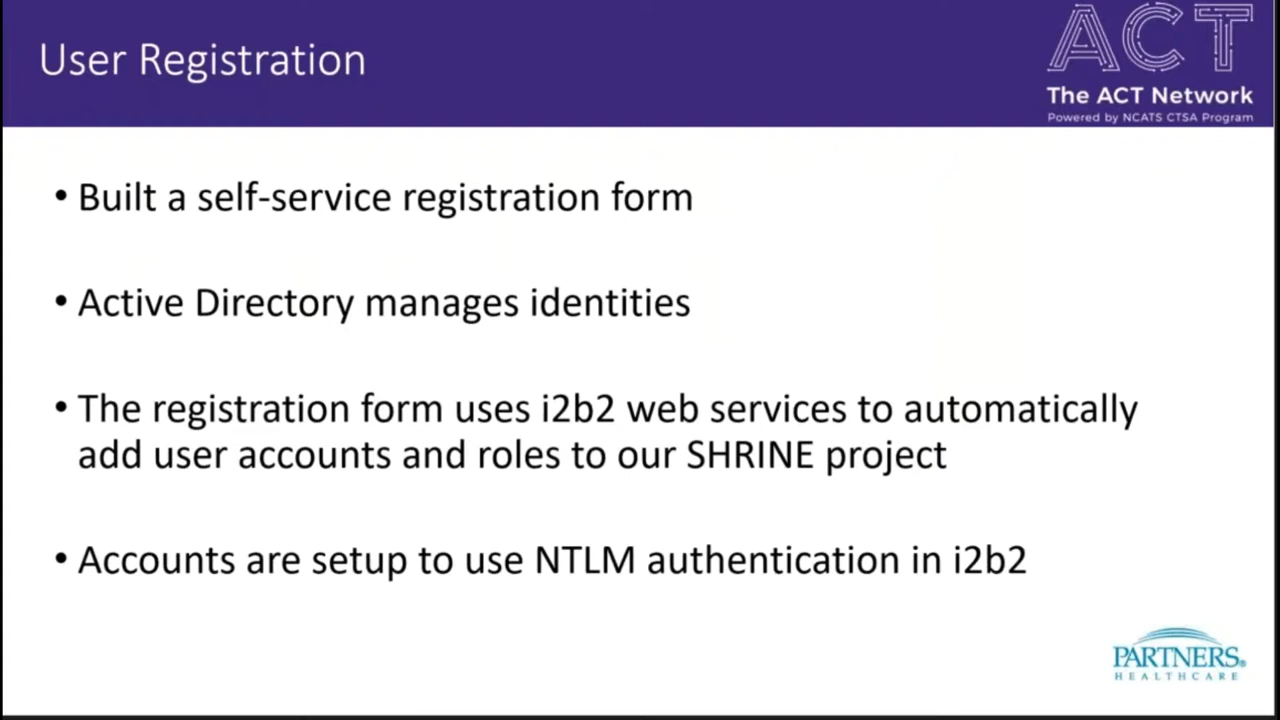 User Registration
ACT
The ACT Network
Powered by NCATS CTSA Program
• Built a self-service registration form
• Active Directory manages identities
• The registration form uses i2b2 web services to automatically
add user accounts and roles to our SHRINE project
• Accounts are setup to use NTLM authentication in i2b2
PARTNERS®
HEALTHCARE